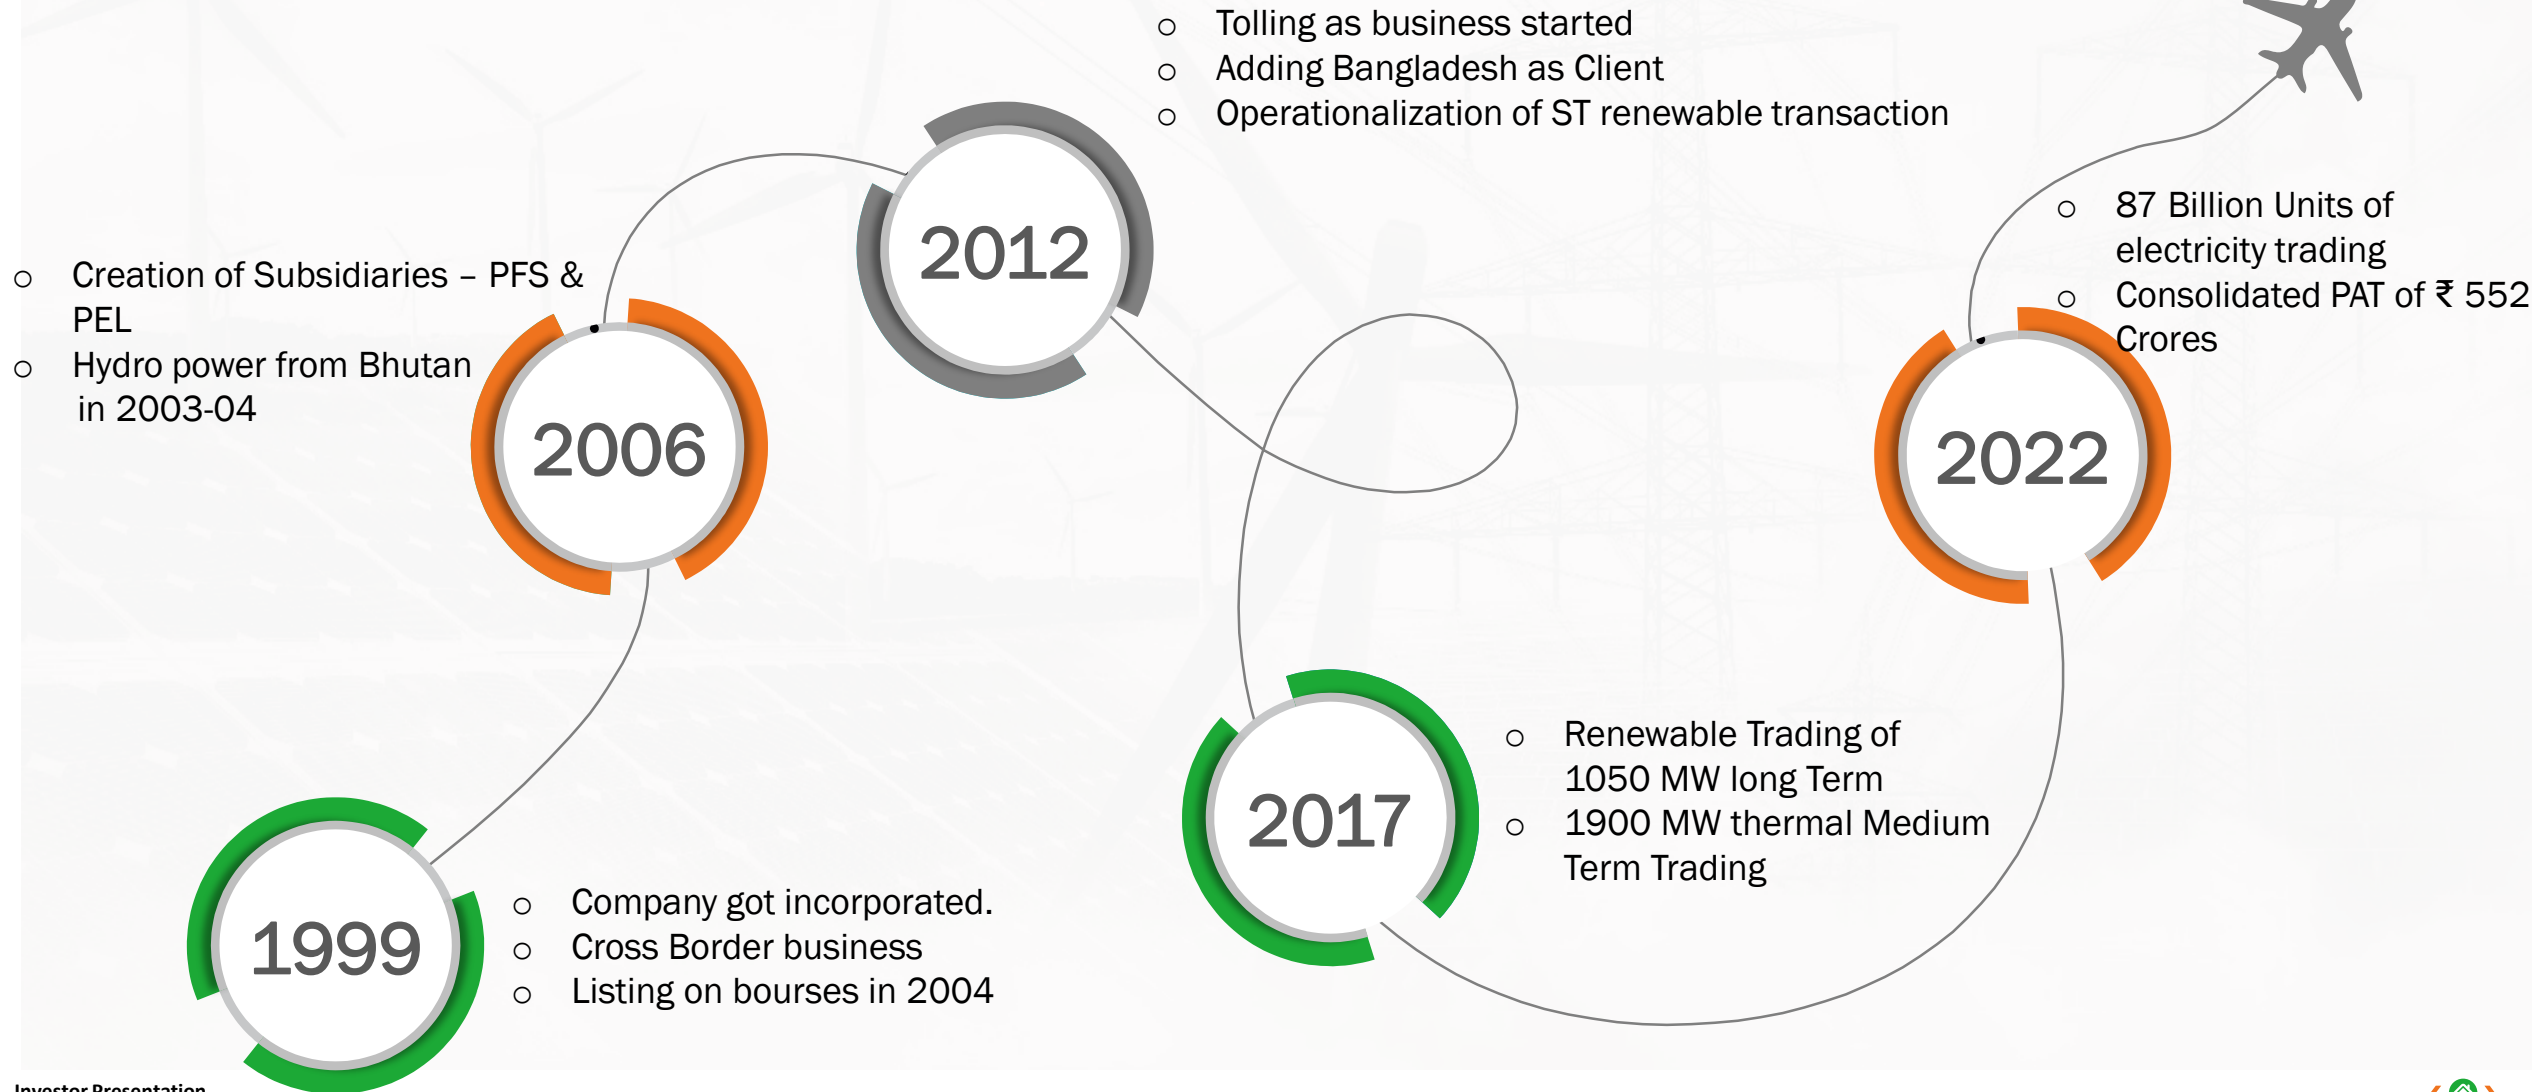 ○ Tolling as business started
○ Adding Bangladesh as Client
○ Operationalization of ST renewable transaction
2012
○ 87 Billion Units of
electricity trading
○ Consolidated PAT of ₹ 552
Crores
2022
○ Creation of Subsidiaries – PFS &
PEL
○ Hydro power from Bhutan
in 2003-04
2006
2017
○ Renewable Trading of
1050 MW long Term
○ 1900 MW thermal Medium
Term Trading
1999
○ Company got incorporated.
○ Cross Border business
○ Listing on bourses in 2004
Investor Presentation